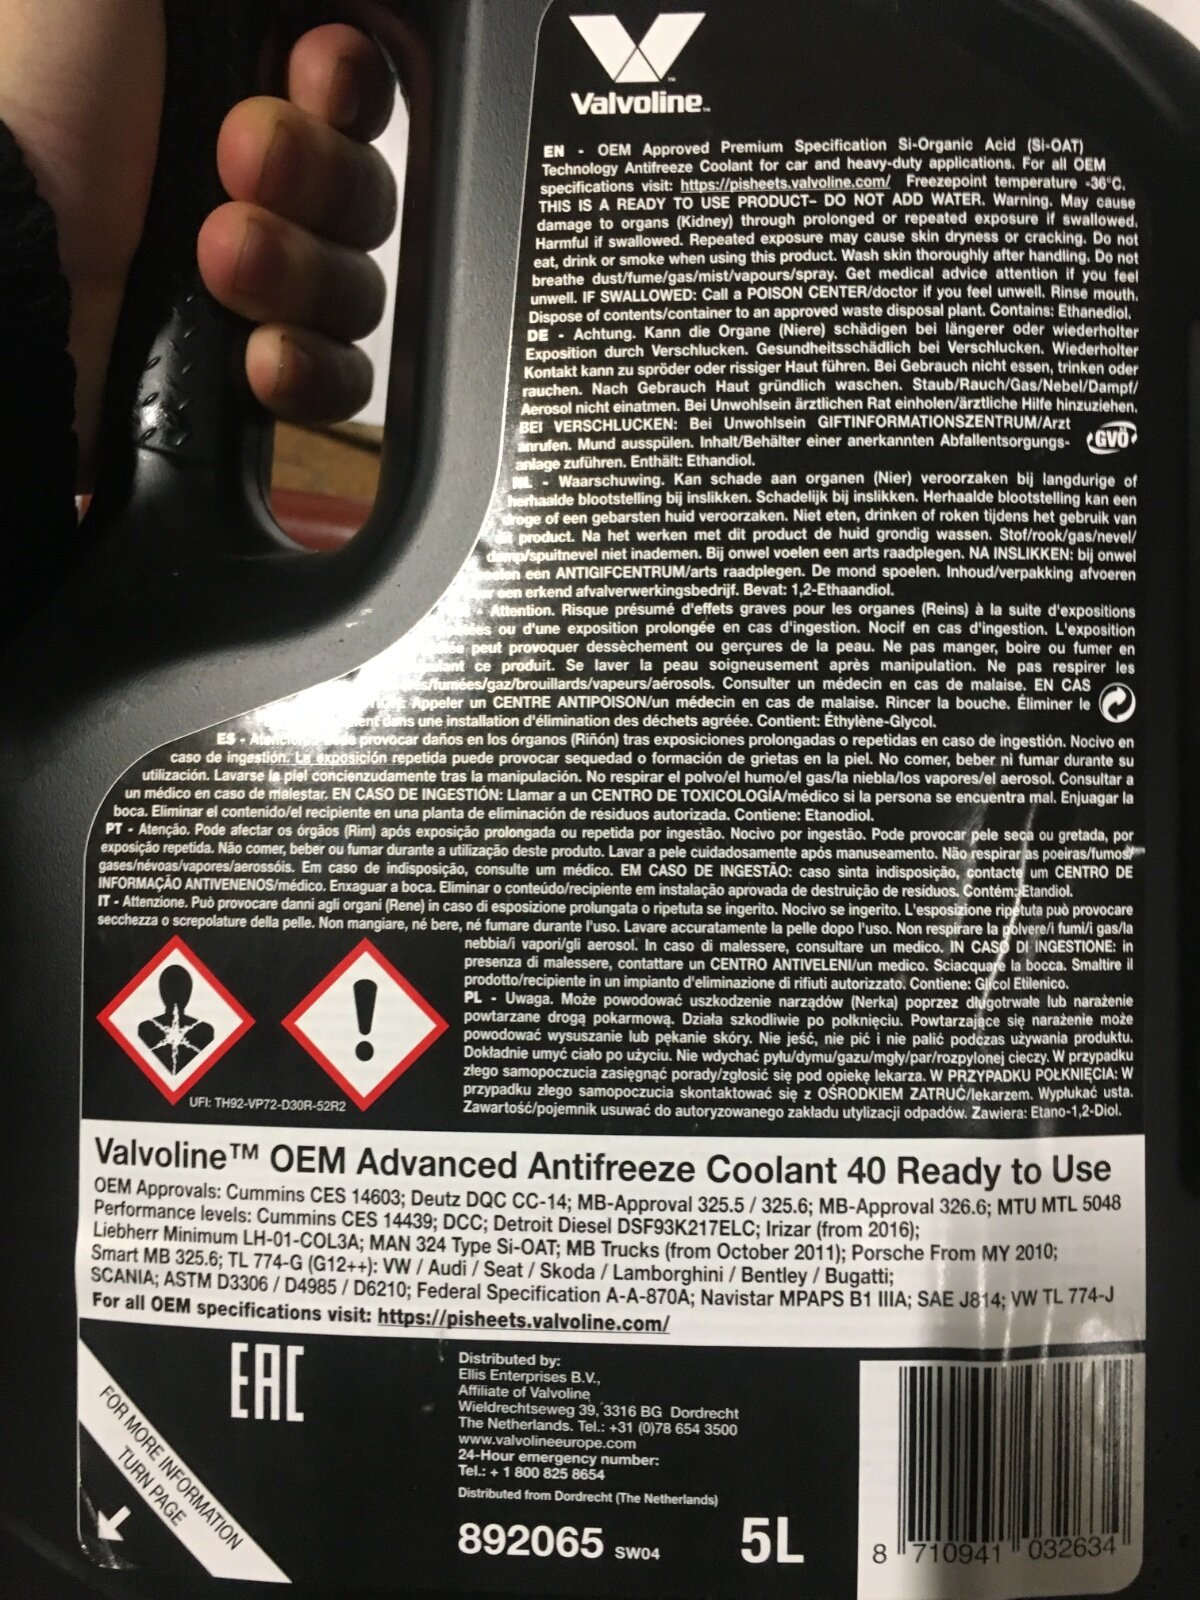 Valvoline™
EN - OEM Approved Premium Specification Si-Organic Acid (Si-OAT)
Technology Antifreeze Coolant for car and heavy-duty applications. For all OEM
specifications visit: https://pisheets.valvoline.com/ Freezepoint temperature -36°C.
THIS IS A READY TO USE PRODUCT– DO NOT ADD WATER. Warning. May cause
damage to organs (Kidney) through prolonged or repeated exposure if swallowed.
Harmful if swallowed. Repeated exposure may cause skin dryness or cracking. Do not
eat, drink or smoke when using this product. Wash skin thoroughly after handling. Do not
breathe dust/fume/gas/mist/vapours/spray. Get medical advice attention if you feel
unwell. IF SWALLOWED: Call a POISON CENTER/doctor if you feel unwell. Rinse mouth.
Dispose of contents/container to an approved waste disposal plant. Contains: Ethanediol.
DE - Achtung. Kann die Organe (Niere) schädigen bei längerer oder wiederholter
Exposition durch Verschlucken. Gesundheitsschädlich bei Verschlucken. Wiederholter
Kontakt kann zu spröder oder rissiger Haut führen. Bei Gebrauch nicht essen, trinken oder
rauchen. Nach Gebrauch Haut gründlich waschen. Staub/Rauch/Gas/Nebel/Dampf/
Aerosol nicht einatmen. Bei Unwohlsein ärztlichen Rat einholen/ärztliche Hilfe hinzuziehen.
BEI VERSCHLUCKEN: Bei Unwohlsein GIFTINFORMATIONSZENTRUM/Arzt
anrufen. Mund ausspülen. Inhalt/Behälter einer anerkannten Abfallentsorgungs-
anlage zuführen. Enthält: Ethandiol.
GVÖ
NL - Waarschuwing. Kan schade aan organen (Nier) veroorzaken bij langdurige of
herhaalde blootstelling bij inslikken. Schadelijk bij inslikken. Herhaalde blootstelling kan een
droge of een gebarsten huid veroorzaken. Niet eten, drinken of roken tijdens het gebruik van
dit product. Na het werken met dit product de huid grondig wassen. Stof/rook/gas/nevel/
damp/spuitnevel niet inademen. Bij onwel voelen een arts raadplegen. NA INSLIKKEN: bij onwel
een ANTIGIFCENTRUM/arts raadplegen. De mond spoelen. Inhoud/verpakking afvoeren
een erkend afvalverwerkingsbedrijf. Bevat: 1,2-Ethaandiol.
Attention. Risque présumé d'effets graves pour les organes (Reins) à la suite d'expositions
ou d'une exposition prolongée en cas d'ingestion. Nocif en cas d'ingestion. L'exposition
peut provoquer dessèchement ou gerçures de la peau. Ne pas manger, boire ou fumer en
ce produit. Se laver la peau soigneusement après manipulation. Ne pas respirer les
/fumées/gaz/brouillards/vapeurs/aérosols. Consulter un médecin en cas de malaise. EN CAS
Appeler un CENTRE ANTIPOISON/un médecin en cas de malaise. Rincer la bouche. Éliminer le
dans une installation d'élimination des déchets agréée. Contient: Éthylène-Glycol.
ES - provocar daños en los órganos (Riñón) tras exposiciones prolongadas o repetidas en caso de ingestión. Nocivo en
caso de ingestión. La exposición repetida puede provocar sequedad o formación de grietas en la piel. No comer, beber ni fumar durante su
utilización. Lavarse la piel concienzudamente tras la manipulación. No respirar el polvo/el humo/el gas/la niebla/los vapores/el aerosol. Consultar a
un médico en caso de malestar. EN CASO DE INGESTIÓN: Llamar a un CENTRO DE TOXICOLOGÍA/médico si la persona se encuentra mal. Enjuagar la
boca. Eliminar el contenido/el recipiente en una planta de eliminación de résiduos autorizada. Contiene: Etanodiol.
PT - Atenção. Pode afectar os órgãos (Rim) após exposição prolongada ou repetida por ingestão. Nocivo por ingestão. Pode provocar pele seca ou gretada, por
exposição repetida. Não comer, beber ou fumar durante a utilização deste produto. Lavar a pele cuidadosamente após manuseamento. Não respirar as poeiras/fumos/
gases/névoas/vapores/aerossóis. Em caso de indisposição, consulte um médico. EM CASO DE INGESTÃO: caso sinta indisposição, contacte um CENTRO DE
INFORMAÇÃO ANTIVENENOS/médico. Enxaguar a boca. Eliminar o conteúdo/recipiente em instalação aprovada de destruição de resíduos. Contém:Etandiol.
IT - Attenzione. Può provocare danni agli organi (Rene) in caso di esposizione prolungata o ripetuta se ingerito. Nocivo se ingerito. L'esposizione ripetuta può provocare
secchezza o screpolature della pelle. Non mangiare, né bere, né fumare durante l'uso. Lavare accuratamente la pelle dopo l'uso. Non respirare la polvere/i fumi/i gas/la
nebbia/i vapori/gli aerosol. In caso di malessere, consultare un medico. IN CASO DI INGESTIONE: in
presenza di malessere, contattare un CENTRO ANTIVELENI/un medico. Sciacquare la bocca. Smaltire il
prodotto/recipiente in un impianto d'eliminazione di rifiuti autorizzato. Contiene: Glicol Etilenico.
PL - Uwaga. Może powodować uszkodzenie narządów (Nerka) poprzez długotrwałe lub narażenie
powtarzane drogą pokarmową. Działa szkodliwie po połknięciu. Powtarzające się narażenie może
powodować wysuszanie lub pękanie skóry. Nie jeść, nie pić i nie palić podczas używania produktu.
Dokładnie umyć ciało po użyciu. Nie wdychać pyłu/dymu/gazu/mgły/par/rozpylonej cieczy. W przypadku
złego samopoczucia zasięgnąć porady/zgłosić się pod opiekę lekarza. W PRZYPADKU POŁKNIĘCIA: W
przypadku złego samopoczucia skontaktować się z OŚRODKIEM ZATRUĆ/lekarzem. Wypłukać usta.
Zawartość/pojemnik usuwać do autoryzowanego zakładu utylizacji odpadów. Zawiera: Etano-1,2-Diol.
UFI: TH92-VP72-D30R-52R2
Valvoline™ OEM Advanced Antifreeze Coolant 40 Ready to Use
OEM Approvals: Cummins CES 14603; Deutz DQC CC-14; MB-Approval 325.5 / 325.6; MB-Approval 326.6; MTU MTL 5048
Performance levels: Cummins CES 14439; DCC; Detroit Diesel DSF93K217ELC; Irizar (from 2016);
Liebherr Minimum LH-01-COL3A; MAN 324 Type Si-OAT; MB Trucks (from October 2011); Porsche From MY 2010;
Smart MB 325.6; TL 774-G (G12++): VW / Audi / Seat / Skoda / Lamborghini / Bentley / Bugatti;
SCANIA; ASTM D3306 / D4985 / D6210; Federal Specification A-A-870A; Navistar MPAPS B1 IIIA; SAE J814; VW TL 774-J
For all OEM specifications visit: https://pisheets.valvoline.com/
EAC
FOR MORE INFORMATION
TURN PAGE
Distributed by:
Ellis Enterprises B.V.,
Affiliate of Valvoline
Wieldrechtseweg 39, 3316 BG Dordrecht
The Netherlands. Tel.: +31 (0)78 654 3500
www.valvolineeurope.com
24-Hour emergency number:
Tel.: + 1 800 825 8654
Distributed from Dordrecht (The Netherlands)
892065 SW04 5L
8 710941 032634